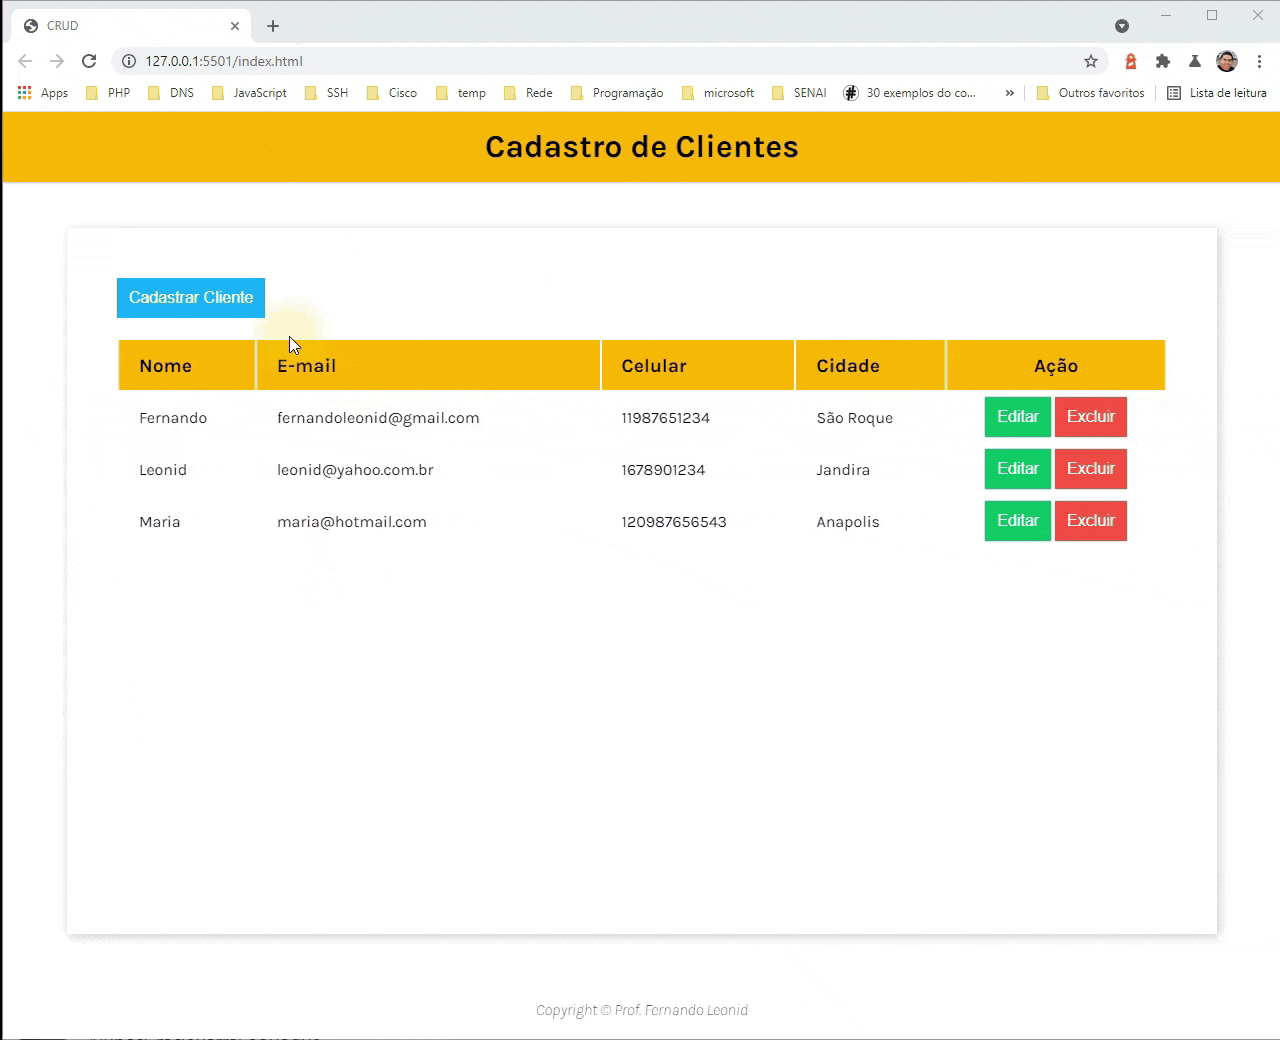 CRUD
127.0.0.1:5501/index.html
Apps PHP DNS JavaScript SSH Cisco temp Rede Programação microsoft SENAI 30 exemplos do co... » Outros favoritos Lista de leitura
Cadastro de Clientes
Cadastrar Cliente
Nome E-mail Celular Cidade Ação
Fernando fernandoleonid@gmail.com 11987651234 São Roque Editar Excluir
Leonid leonid@yahoo.com.br 1678901234 Jandira Editar Excluir
Maria maria@hotmail.com 120987656543 Anapolis Editar Excluir
Copyright © Prof. Fernando Leonid